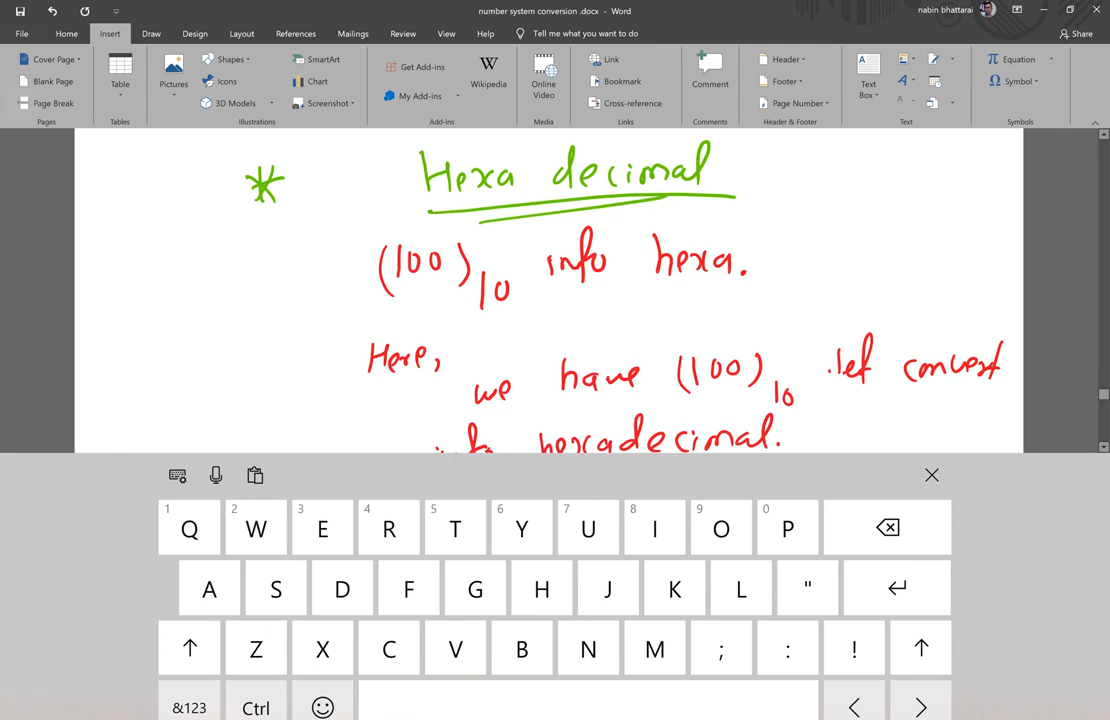 number system conversion .docx - Word
nabin bhattarai
File Home Insert Draw Design Layout References Mailings Review View Help Tell me what you want to do Share
Cover Page
Blank Page
Page Break
Pages
Table
Tables
Pictures
Shapes
Icons
3D Models
SmartArt
Chart
Screenshot
Illustrations
Get Add-ins
My Add-ins
W
Wikipedia
Add-ins
Online Video
Media
Link
Bookmark
Cross-reference
Links
Comment
Comments
Header
Footer
Page Number
Header & Footer
A
Text Box
Text
π Equation
Ω Symbol
Symbols
* Hexa decimal
(100)10 info hexa.
Here,
we have (100)10 .let convert
into hexadecimal.
1 Q 2 W 3 E 4 R 5 T 6 Y 7 U 8 I 9 O 0 P
A S D F G H J K L "
Z X C V B N M ; : !
&123 Ctrl